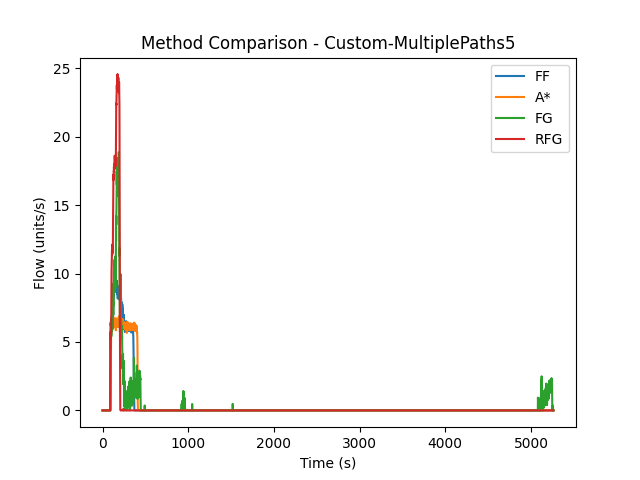 Method Comparison - Custom-MultiplePaths5
FF
A*
FG
RFG
Flow (units/s)
25
20
15
10
5
0
0 1000 2000 3000 4000 5000
Time (s)